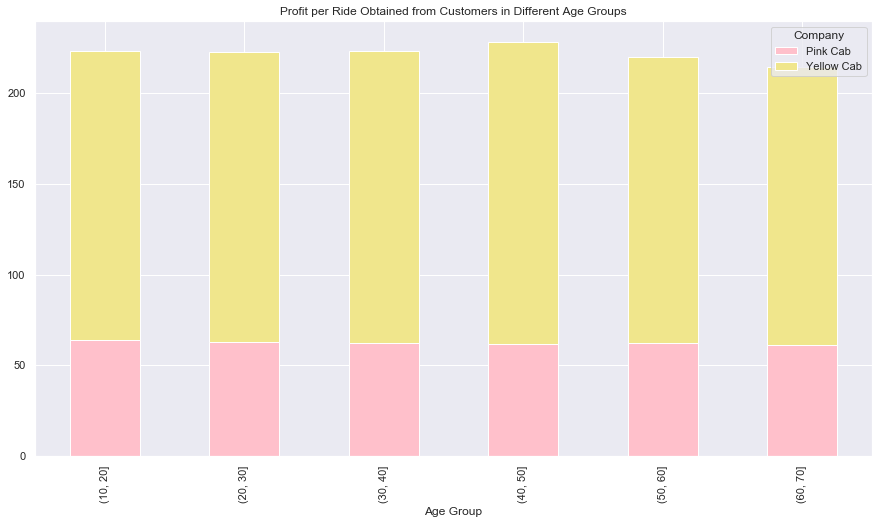 Profit per Ride Obtained from Customers in Different Age Groups
Company
Pink Cab
Yellow Cab
200
150
100
50
0
(10, 20]
(20, 30]
(30, 40]
(40, 50]
(50, 60]
(60, 70]
Age Group